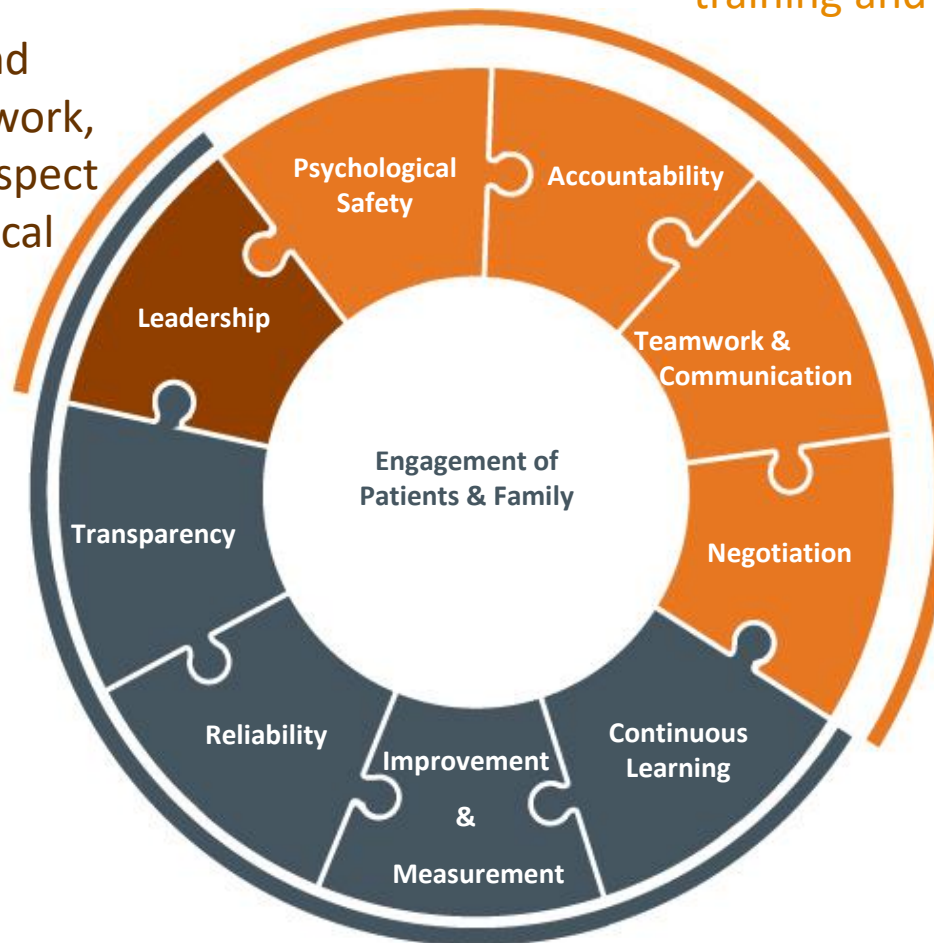 training and
nd
work,
spect
ical
Psychological
Safety
Accountability
Leadership
Teamwork &
Communication
Engagement of
Patients & Family
Transparency
Negotiation
Reliability
Improvement
&
Measurement
Continuous
Learning